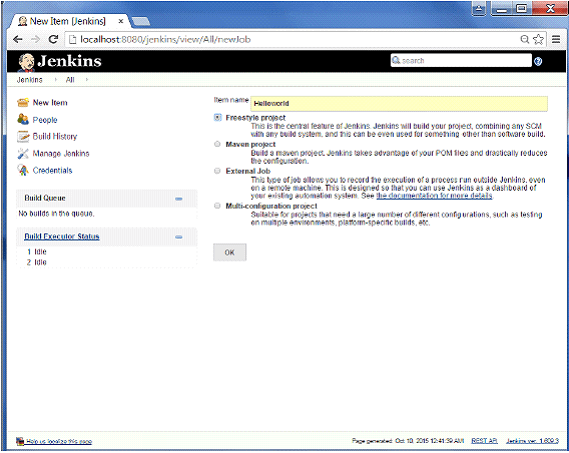 New Item [Jenkins]
localhost:8080/jenkins/view/All/newJob
Jenkins
search
Jenkins
All
New Item
People
Build History
Manage Jenkins
Credentials
Build Queue
No builds in the queue.
Build Executor Status
1 Idle
2 Idle
Item name
Helloworld
Freestyle project
This is the central feature of Jenkins. Jenkins will build your project, combining any SCM
with any build system, and this can be even used for something other than software build.
Maven project
Build a maven project. Jenkins takes advantage of your POM files and drastically reduces
the configuration.
External Job
This type of job allows you to record the execution of a process run outside Jenkins, even
on a remote machine. This is designed so that you can use Jenkins as a dashboard of
your existing automation system. See the documentation for more details.
Multi-configuration project
Suitable for projects that need a large number of different configurations, such as testing
on multiple environments, platform-specific builds, etc.
OK
Help us localize this page
Page generated: Oct 18, 2015 12:41:39 AM
REST API
Jenkins ver. 1.609.3